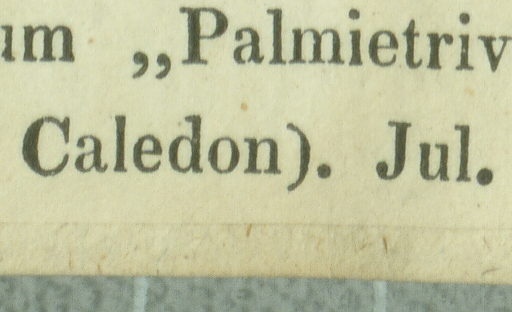 um „Palmietriv
Caledon). Jul.